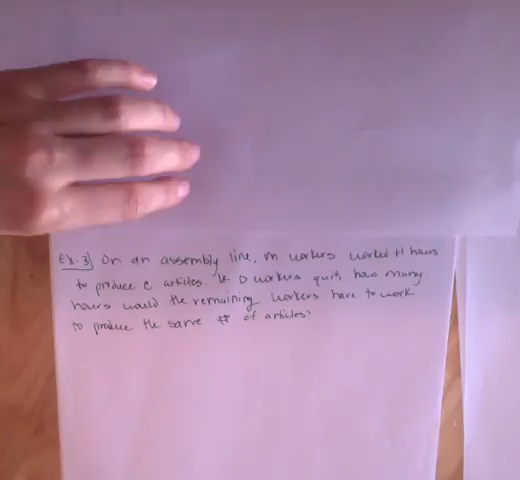 Ex. 3) On an assembly line, m workers worked H hours
to produce C articles. If D workers quit, how many
hours would the remaining workers have to work
to produce the same # of articles?